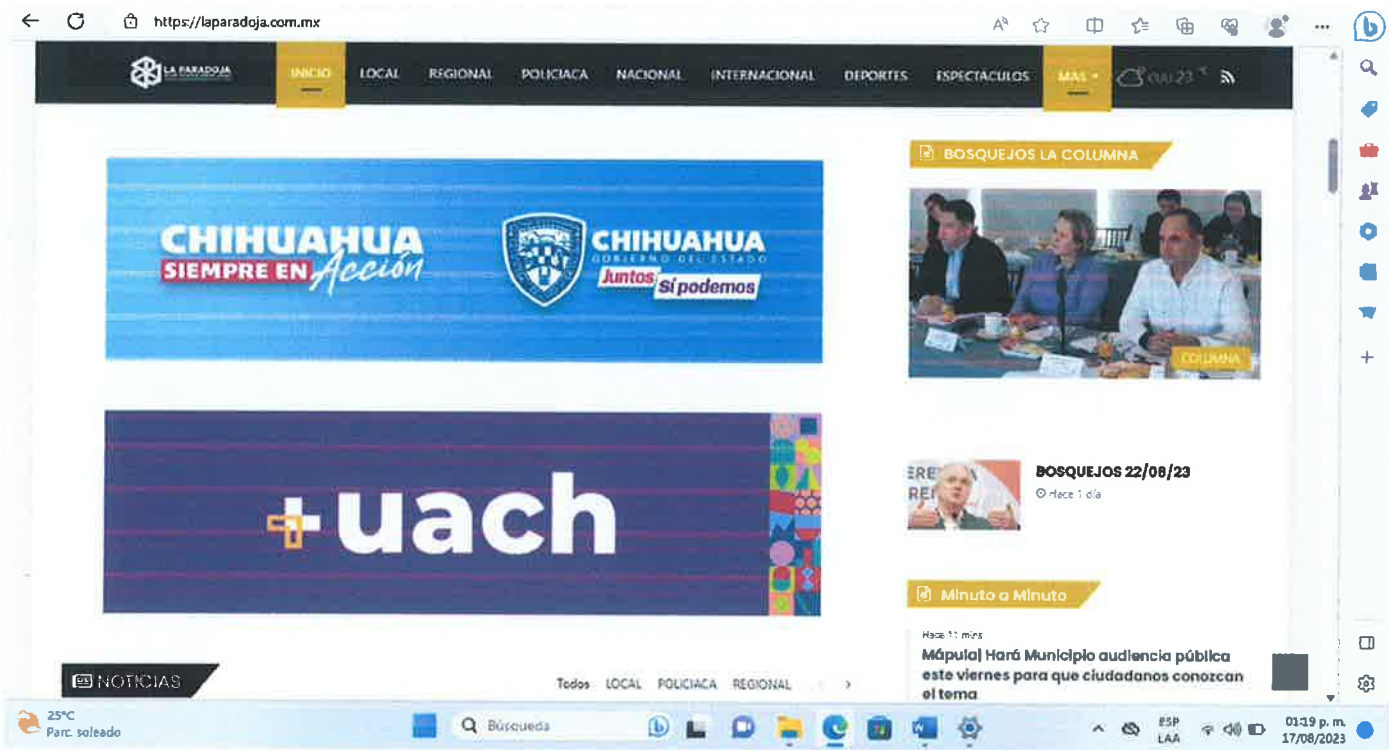 https://laparadoja.com.mx
LA PARADOJA
INICIO LOCAL REGIONAL POLICIACA NACIONAL INTERNACIONAL DEPORTES ESPECTÁCULOS MAS
BOSQUEJOS LA COLUMNA
CHIHUAHUA
SIEMPRE EN Acción
CHIHUAHUA
GOBIERNO DEL ESTADO
Juntos Sí podemos
COLUMNA
+uach
BOSQUEJOS 22/08/23
Hace 1 día
Minuto a Minuto
Hace 11 mins
Mápula| Hará Municipio audiencia pública
este viernes para que ciudadanos conozcan
el tema
NOTICIAS
Todos LOCAL POLICIACA REGIONAL
25°C
Parc. soleado
Búsqueda
ESP
LAA
01:19 p. m.
17/08/2023